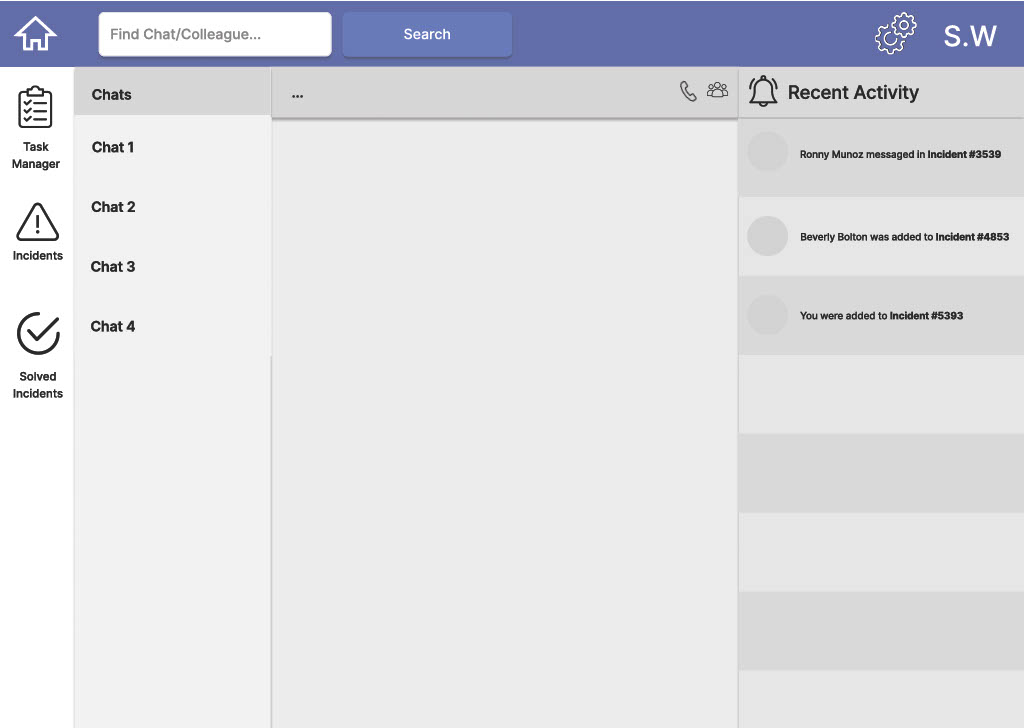 Find Chat/Colleague...
Search
S.W
Task
Manager
Incidents
Solved
Incidents
Chats
Chat 1
Chat 2
Chat 3
Chat 4
...
Recent Activity
Ronny Munoz messaged in Incident #3539
Beverly Bolton was added to Incident #4853
You were added to Incident #5393